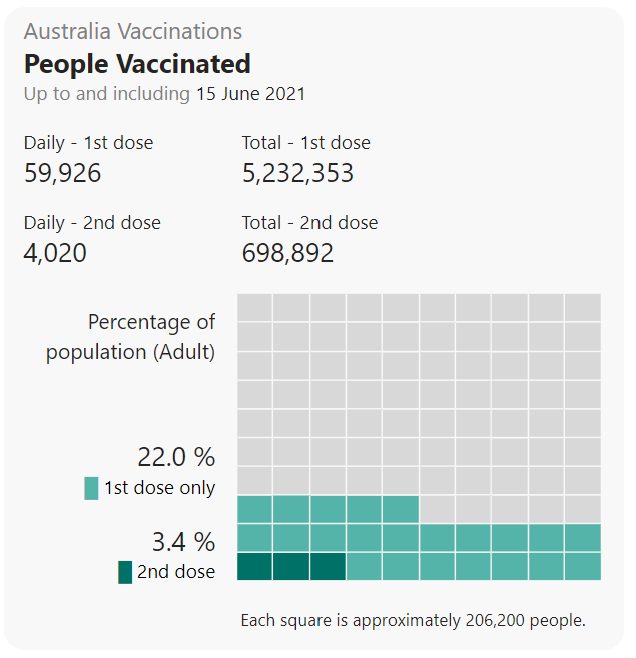 Australia Vaccinations
People Vaccinated
Up to and including 15 June 2021
Daily - 1st dose
59,926
Total - 1st dose
5,232,353
Daily - 2nd dose
4,020
Total - 2nd dose
698,892
Percentage of
population (Adult)
22.0 %
1st dose only
3.4 %
2nd dose
Each square is approximately 206,200 people.